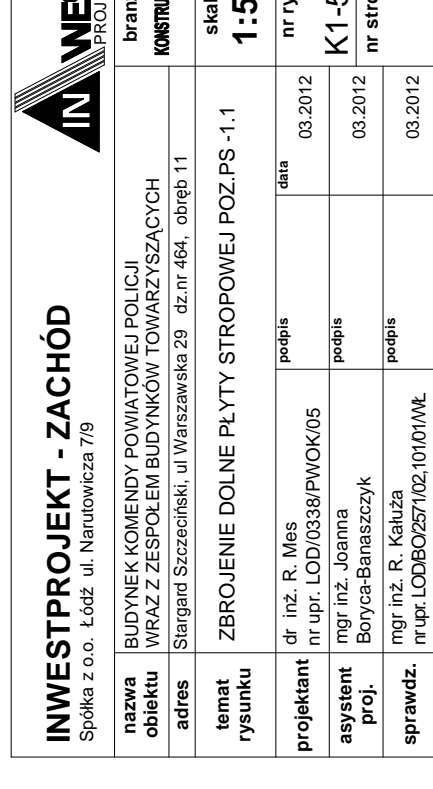 INWESTPROJEKT - ZACHÓD
Spółka z o.o. Łódź ul. Narutowicza 7/9
IN WE
PROJ
nazwa obiektu
BUDYNEK KOMENDY POWIATOWEJ POLICJI
WRAZ Z ZESPOŁEM BUDYNKÓW TOWARZYSZĄCYCH
bran
KONSTRU
adres
Stargard Szczeciński, ul Warszawska 29 dz.nr 464, obręb 11
temat rysunku
ZBROJENIE DOLNE PŁYTY STROPOWEJ POZ.PS -1.1
skal
1:5
projektant
dr inż. R. Mes
nr upr. LOD/0338/PWOK/05
podpis
data
03.2012
nr ry
K1-5
asystent proj.
mgr inż. Joanna
Boryca-Banaszczyk
podpis
03.2012
nr stro
sprawdz.
mgr inż. R. Kałuża
nr upr. LOD/BO/2571/02,101/01/WŁ
podpis
03.2012